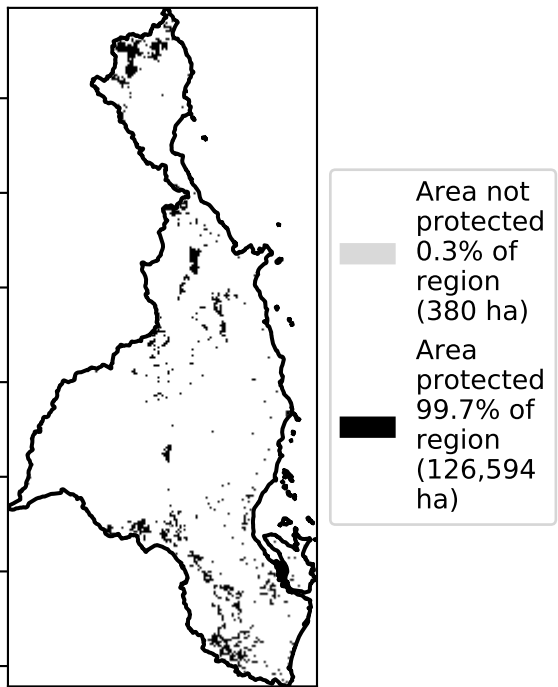 Area not
protected
0.3% of
region
(380 ha)
Area
protected
99.7% of
region
(126,594
ha)